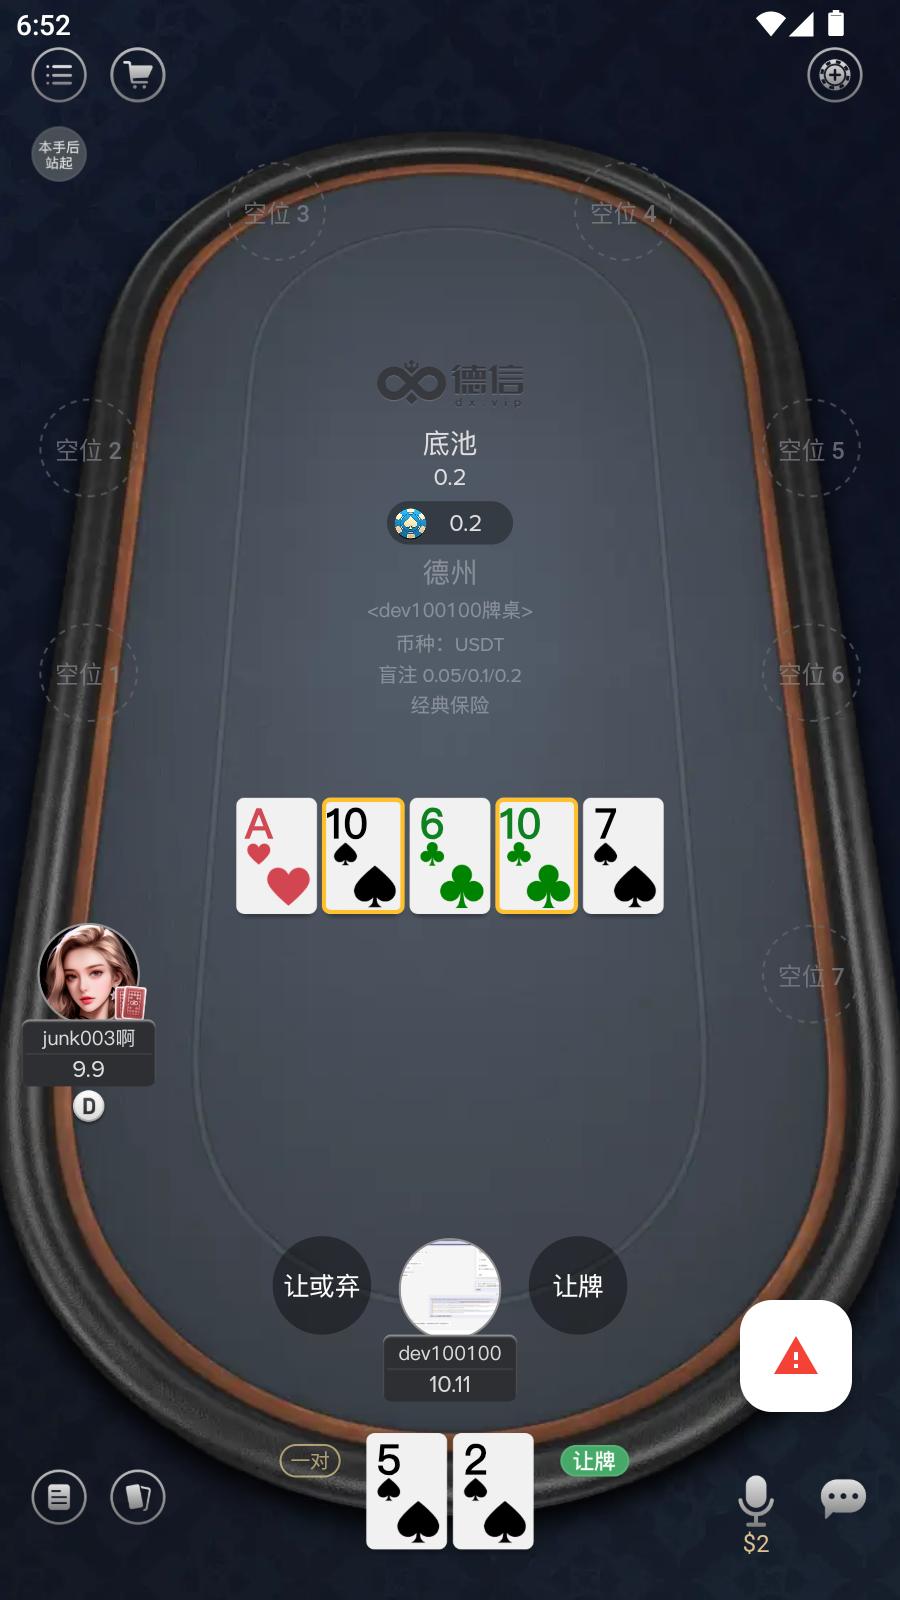 6:52
本手后
站起
空位 3
空位 4
德信
dx.vip
底池
0.2
0.2
空位 2
空位 5
德州
<dev100100牌桌>
币种：USDT
盲注 0.05/0.1/0.2
经典保险
空位 1
空位 6
A
10
6
10
7
空位 7
junk003啊
9.9
D
让或弃
让牌
dev100100
10.11
一对
5
2
让牌
$2